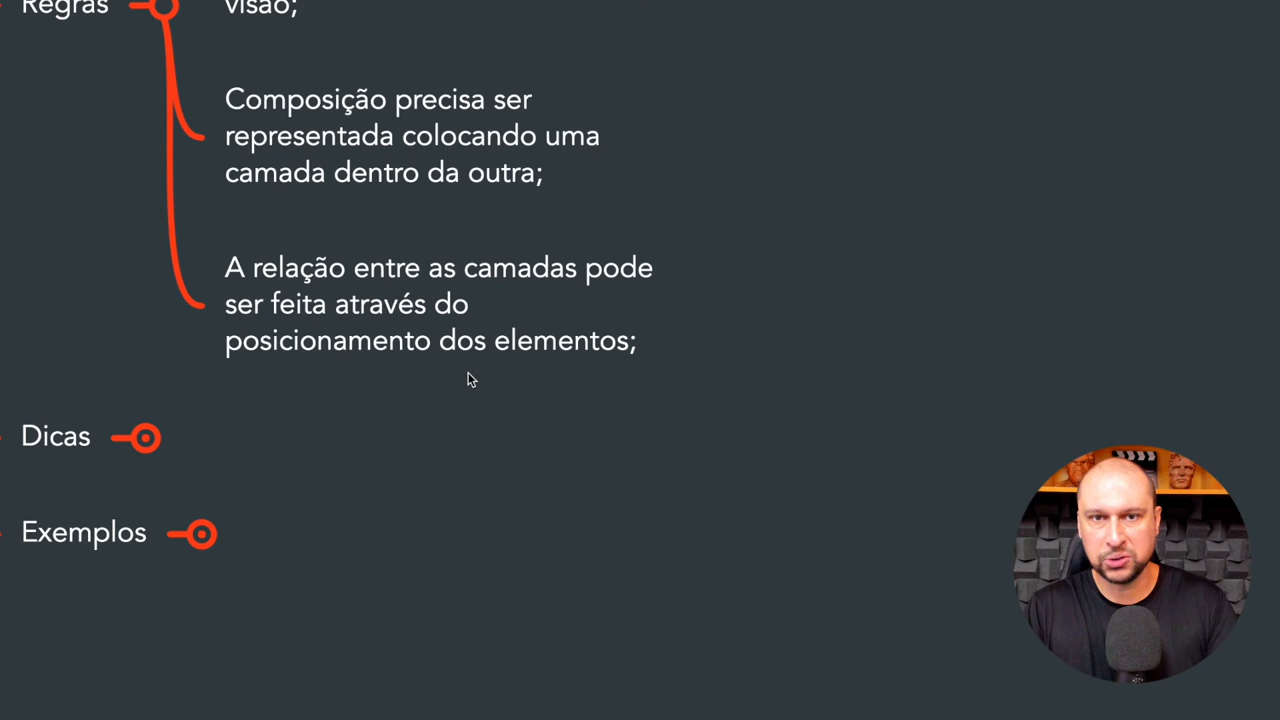 Regras
visão;
Composição precisa ser
representada colocando uma
camada dentro da outra;
A relação entre as camadas pode
ser feita através do
posicionamento dos elementos;
Dicas
Exemplos